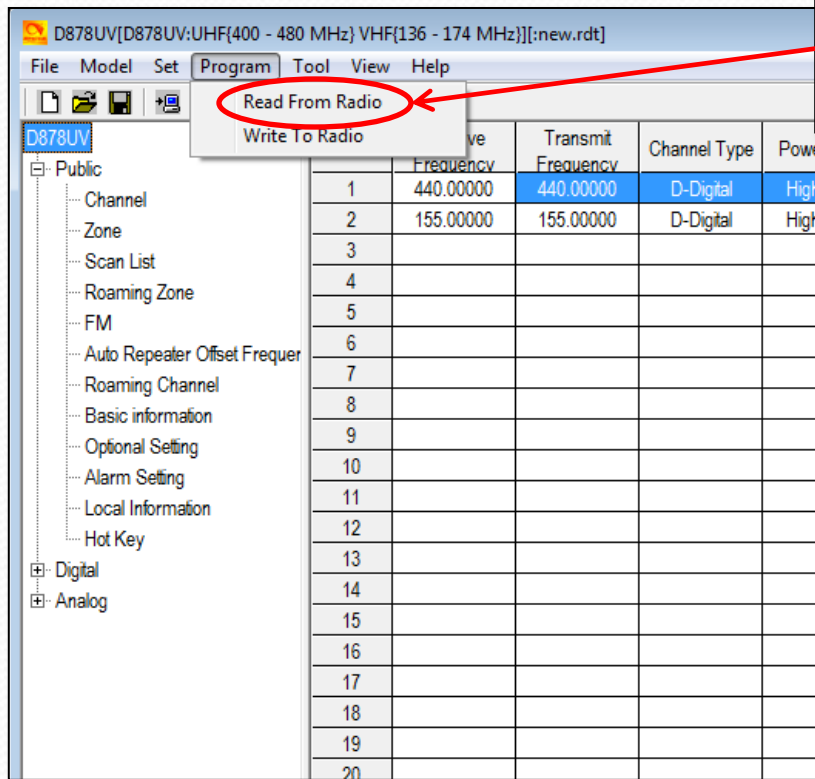 D878UV[D878UV:UHF{400 - 480 MHz} VHF{136 - 174 MHz}][:new.rdt]
File Model Set Program Tool View Help
Read From Radio
Write To Radio
D878UV
Public
Channel
Zone
Scan List
Roaming Zone
FM
Auto Repeater Offset Frequer
Roaming Channel
Basic information
Optional Setting
Alarm Setting
Local Information
Hot Key
Digital
Analog
ve Frequency Transmit Frequency Channel Type Powe
1 440.00000 440.00000 D-Digital High
2 155.00000 155.00000 D-Digital High
3
4
5
6
7
8
9
10
11
12
13
14
15
16
17
18
19
20